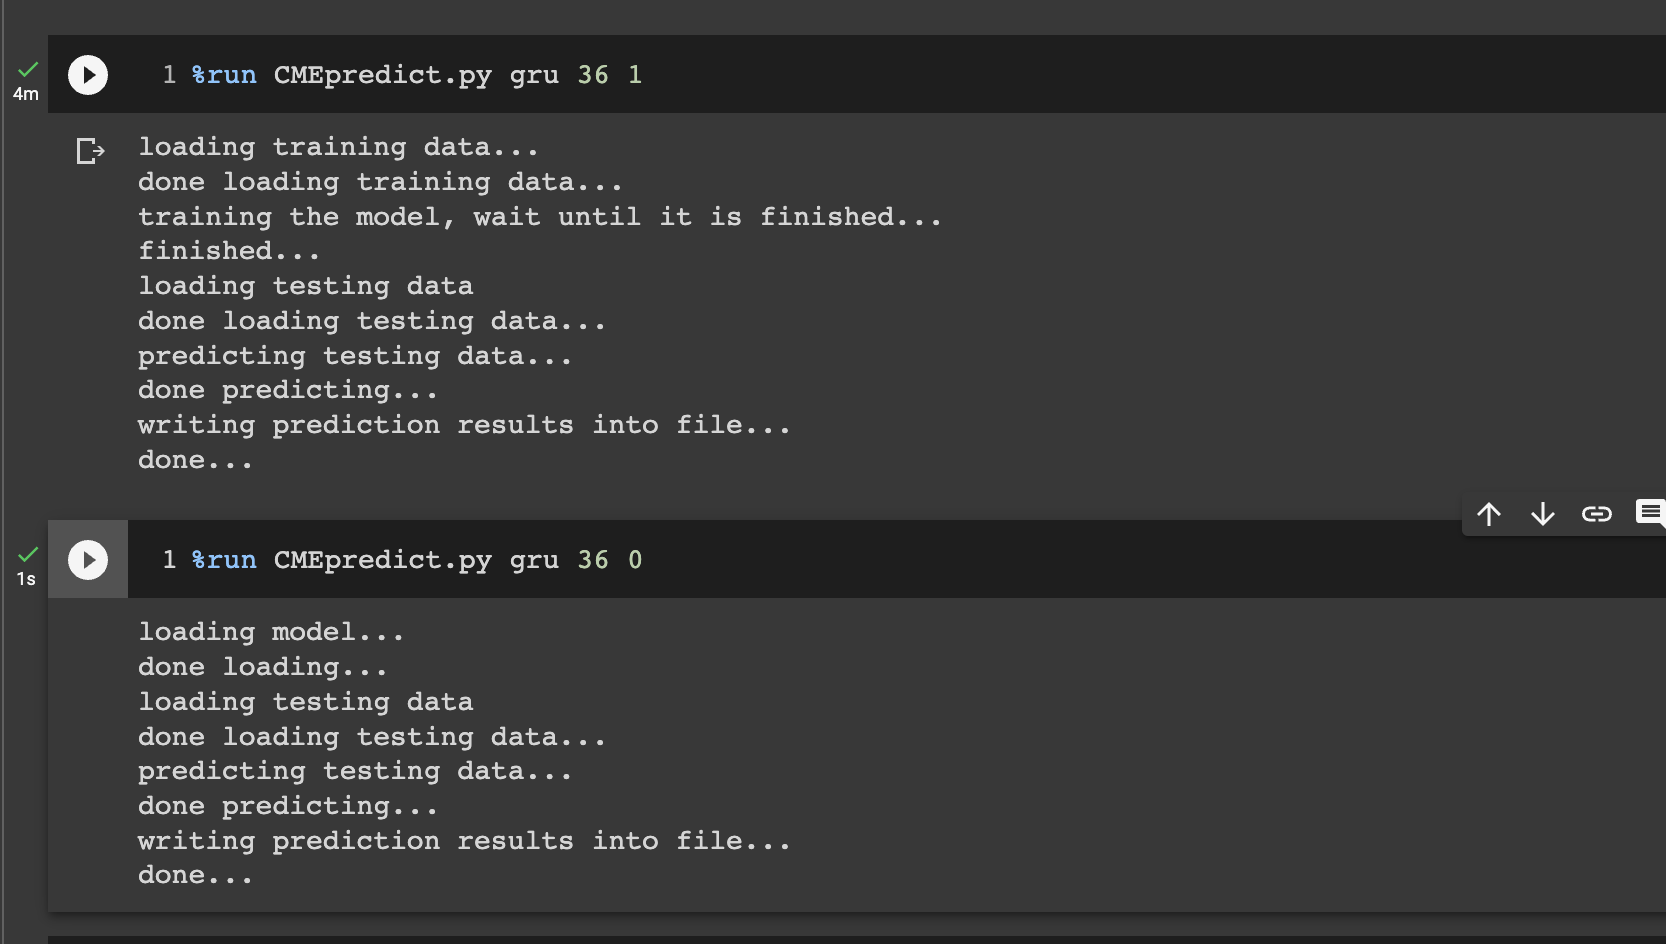 4m
1 %run CMEpredict.py gru 36 1
loading training data...
done loading training data...
training the model, wait until it is finished...
finished...
loading testing data
done loading testing data...
predicting testing data...
done predicting...
writing prediction results into file...
done...
1s
1 %run CMEpredict.py gru 36 0
loading model...
done loading...
loading testing data
done loading testing data...
predicting testing data...
done predicting...
writing prediction results into file...
done...